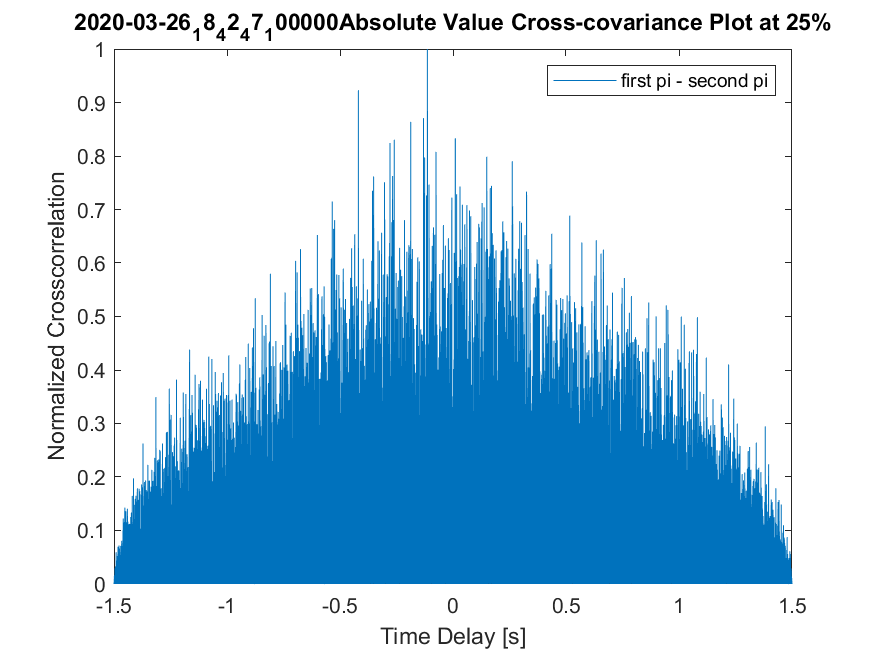 2020-03-26₁8₄2₄7₁00000Absolute Value Cross-covariance Plot at 25%
first pi - second pi
Normalized Crosscorrelation
1
0.9
0.8
0.7
0.6
0.5
0.4
0.3
0.2
0.1
0
-1.5 -1 -0.5 0 0.5 1 1.5
Time Delay [s]